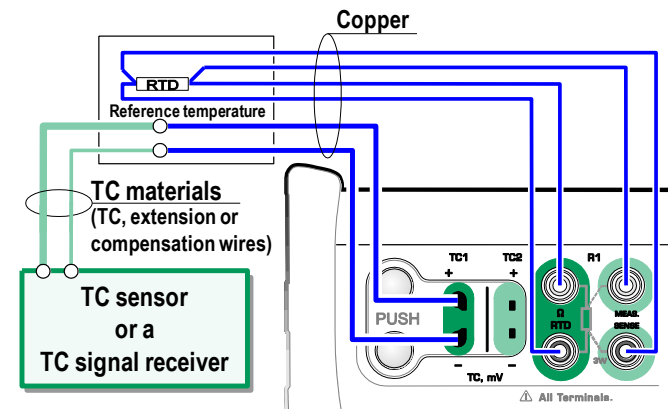 Copper
RTD
Reference temperature
TC materials
(TC, extension or
compensation wires)
TC sensor
or a
TC signal receiver
TC1
TC2
R1
+
+
PUSH
Ω
RTD
MEAS.
SENSE
3W
-
-
TC, mV
⚠ All Terminals.